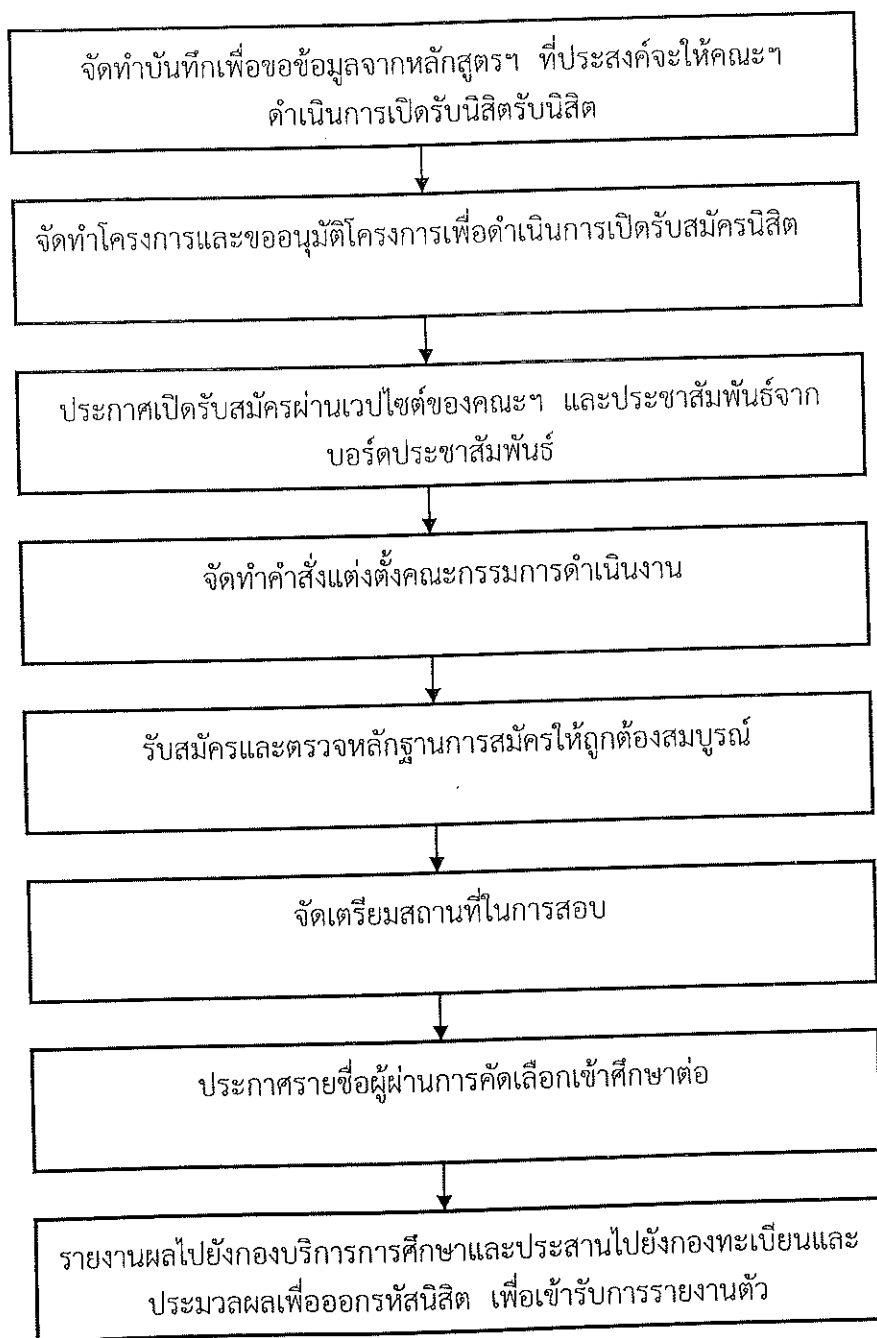 จัดทำบันทึกเพื่อขอข้อมูลจากหลักสูตรฯ ที่ประสงค์จะให้คณะฯ
ดำเนินการเปิดรับนิสิตรับนิสิต
จัดทำโครงการและขออนุมัติโครงการเพื่อดำเนินการเปิดรับสมัครนิสิต
ประกาศเปิดรับสมัครผ่านเวปไซต์ของคณะฯ และประชาสัมพันธ์จาก
บอร์ดประชาสัมพันธ์
จัดทำคำสั่งแต่งตั้งคณะกรรมการดำเนินงาน
รับสมัครและตรวจหลักฐานการสมัครให้ถูกต้องสมบูรณ์
จัดเตรียมสถานที่ในการสอบ
ประกาศรายชื่อผู้ผ่านการคัดเลือกเข้าศึกษาต่อ
รายงานผลไปยังกองบริการการศึกษาและประสานไปยังกองทะเบียนและ
ประมวลผลเพื่อออกรหัสนิสิต เพื่อเข้ารับการรายงานตัว